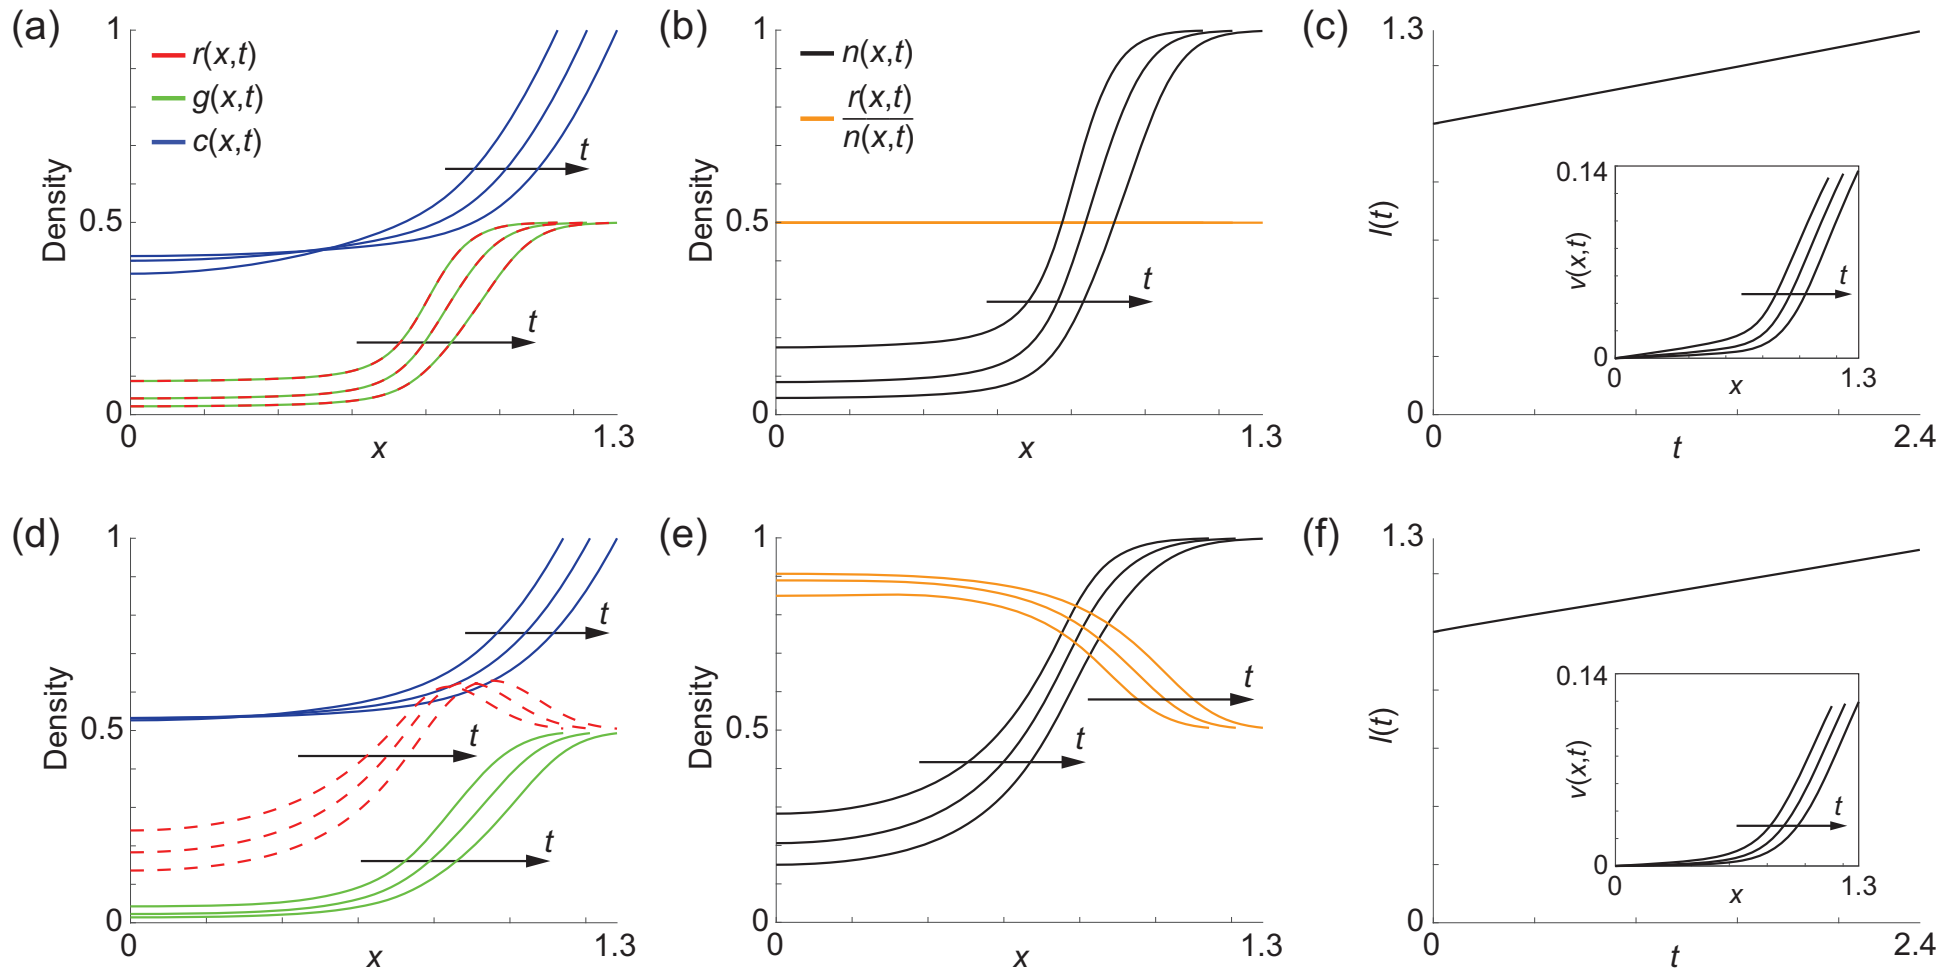 (a)
1
0.5
0
Density
r(x,t)
g(x,t)
c(x,t)
t
t
0
x
1.3
(b)
1
0.5
0
Density
n(x,t)
r(x,t)
n(x,t)
t
0
x
1.3
(c)
1.3
0
l(t)
0.14
0
v(x,t)
t
0
x
1.3
0
t
2.4
(d)
1
0.5
0
Density
t
t
t
0
x
1.3
(e)
1
0.5
0
Density
t
t
0
x
1.3
(f)
1.3
0
l(t)
0.14
0
v(x,t)
t
0
x
1.3
0
t
2.4